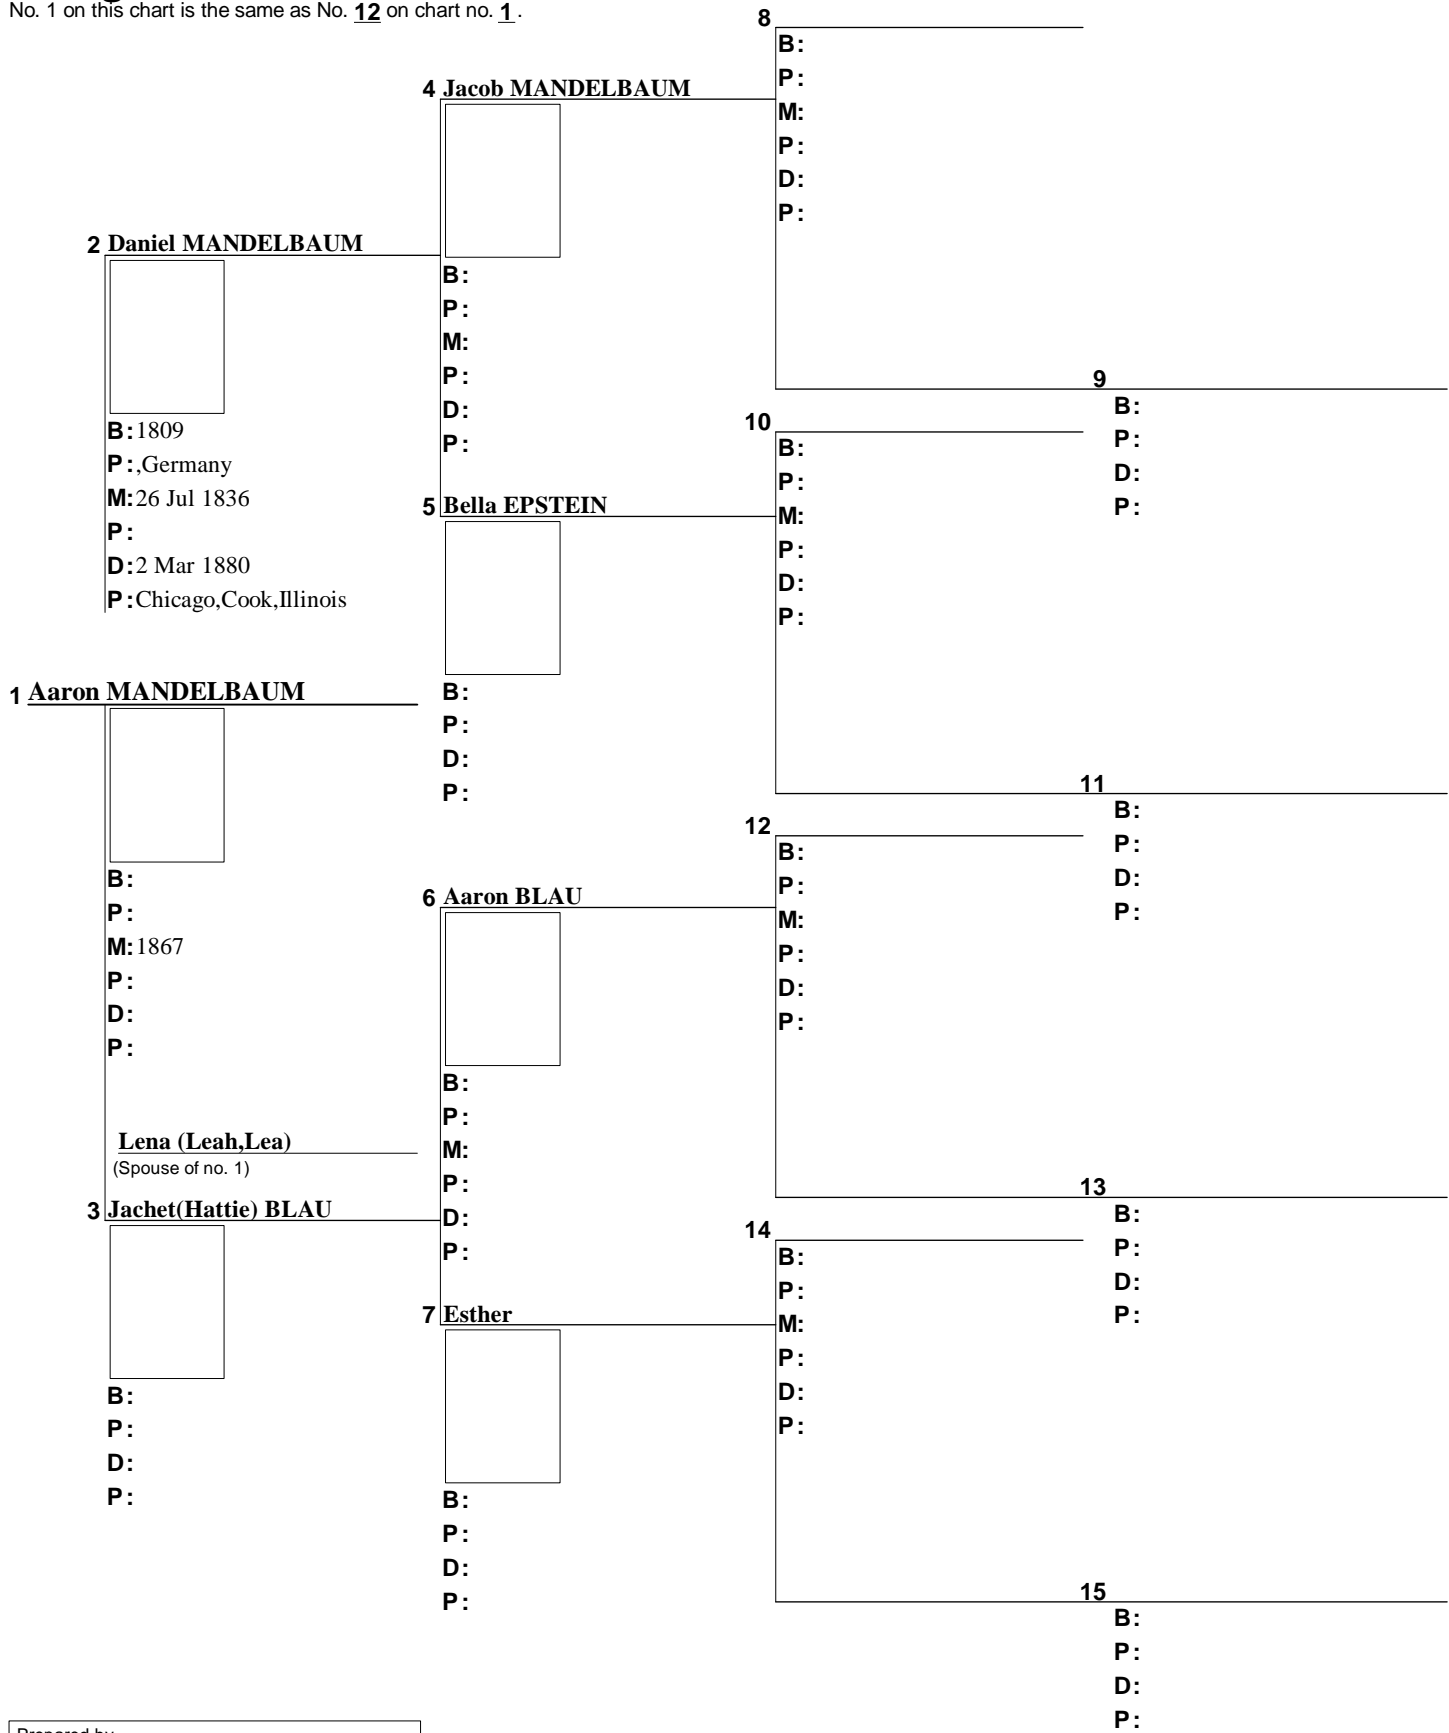 No. 1 on this chart is the same as No. 12 on chart no. 1.
8
B:
P:
M:
P:
D:
P:
4 Jacob MANDELBAUM
B:
P:
M:
P:
D:
P:
2 Daniel MANDELBAUM
B:1809
P:,Germany
M:26 Jul 1836
P:
D:2 Mar 1880
P:Chicago,Cook,Illinois
9
B:
P:
D:
P:
10
B:
P:
M:
P:
D:
P:
5 Bella EPSTEIN
B:
P:
D:
P:
11
B:
P:
D:
P:
1 Aaron MANDELBAUM
B:
P:
M:1867
P:
D:
P:
Lena (Leah,Lea)
(Spouse of no. 1)
12
B:
P:
M:
P:
D:
P:
6 Aaron BLAU
B:
P:
M:
P:
D:
P:
13
B:
P:
D:
P:
3 Jachet(Hattie) BLAU
B:
P:
D:
P:
14
B:
P:
M:
P:
D:
P:
7 Esther
B:
P:
D:
P:
15
B:
P:
D:
P:
Prepared by